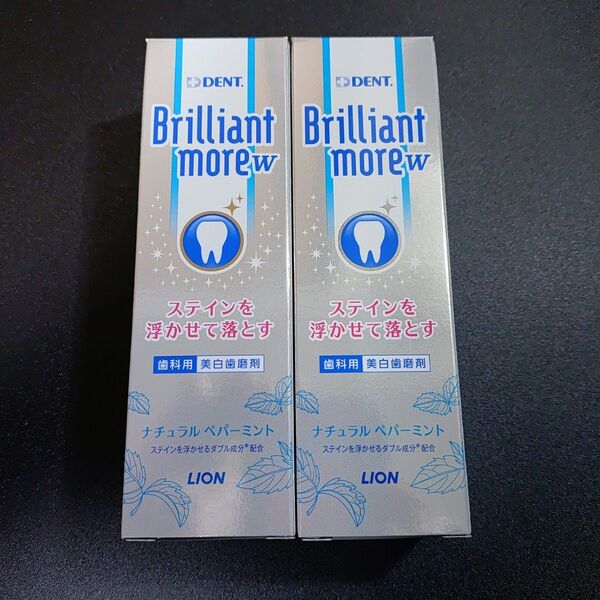 DENT.
Brilliant
more W
ステインを
浮かせて落とす
歯科用 美白歯磨剤
ナチュラル ペパーミント
ステインを浮かせるダブル成分*配合
LION
DENT.
Brilliant
more W
ステインを
浮かせて落とす
歯科用 美白歯磨剤
ナチュラル ペパーミント
ステインを浮かせるダブル成分*配合
LION